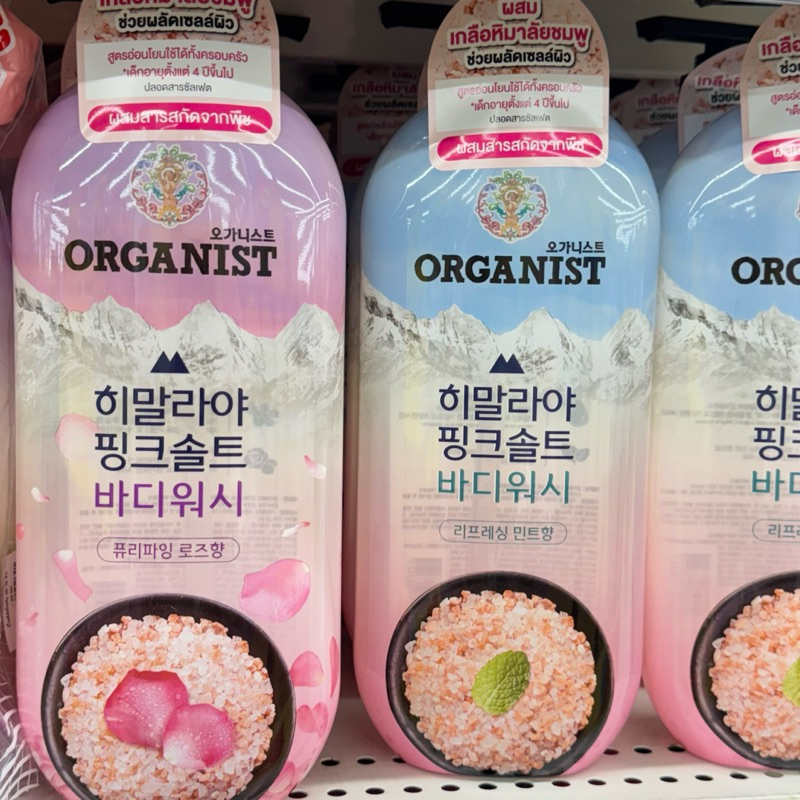 เกลือหิมาลัยชมพู
ช่วยผลัดเซลล์ผิว
สูตรอ่อนโยนใช้ได้ทั้งครอบครัว
*เด็กอายุตั้งแต่ 4 ปีขึ้นไป
ปลอดสารซัลเฟต
ผสมสารสกัดจากพืช
오가니스트
ORGANIST
히말라야
핑크솔트
바디워시
퓨리파잉 로즈향
ผสม
เกลือหิมาลัยชมพู
ช่วยผลัดเซลล์ผิว
สูตรอ่อนโยนใช้ได้ทั้งครอบครัว
*เด็กอายุตั้งแต่ 4 ปีขึ้นไป
ปลอดสารซัลเฟต
ผสมสารสกัดจากพืช
오가니스트
ORGANIST
히말라야
핑크솔트
바디워시
리프레싱 민트향